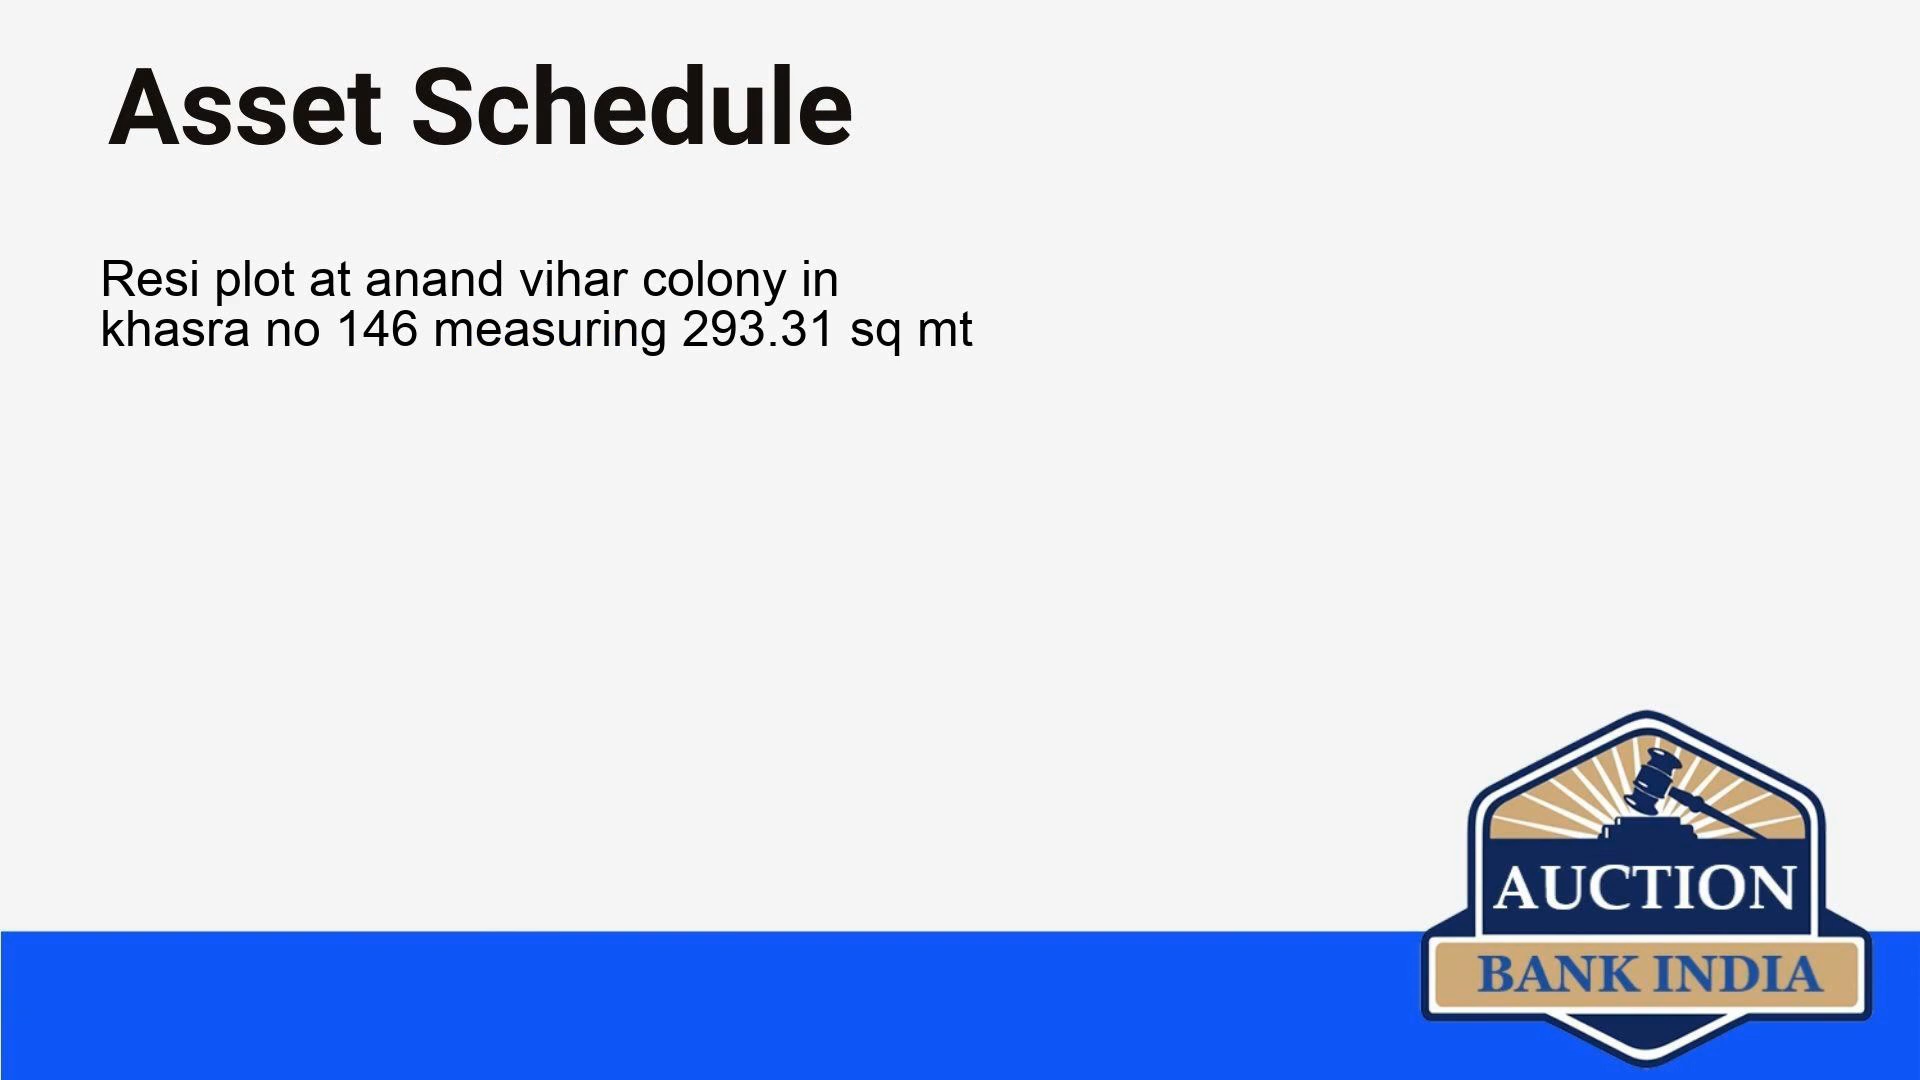 Asset Schedule
Resi plot at anand vihar colony in
khasra no 146 measuring 293.31 sq mt
AUCTION
BANK INDIA